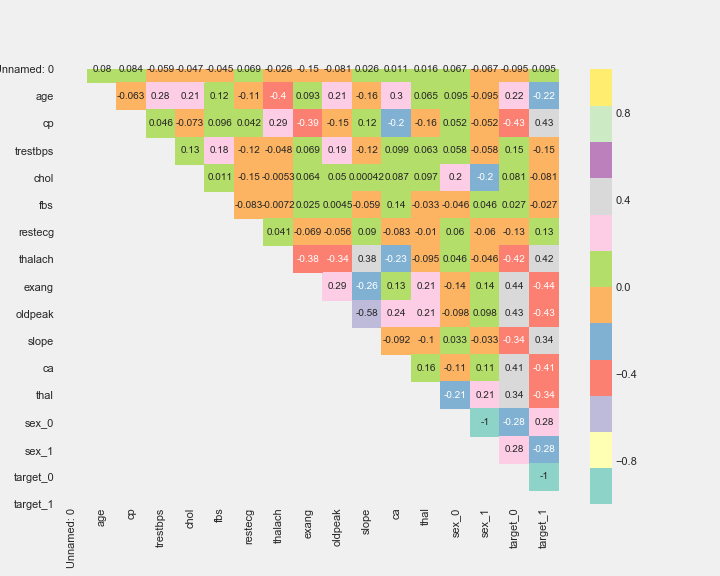 Unnamed: 0 0.08 0.084 -0.059 -0.047 -0.045 0.069 -0.026 -0.15 -0.081 0.026 0.011 0.016 0.067 -0.067 -0.095 0.095
age -0.063 0.28 0.21 0.12 -0.11 -0.4 0.093 0.21 -0.16 0.3 0.065 0.095 -0.095 0.22 -0.22
cp 0.046 -0.073 0.096 0.042 0.29 -0.39 -0.15 0.12 -0.2 -0.16 0.052 -0.052 -0.43 0.43
trestbps 0.13 0.18 -0.12 -0.048 0.069 0.19 -0.12 0.099 0.063 0.058 -0.058 0.15 -0.15
chol 0.011 -0.15 -0.0053 0.064 0.05 0.00042 0.087 0.097 0.2 -0.2 0.081 -0.081
fbs -0.083 -0.0072 0.025 0.0045 -0.059 0.14 -0.033 -0.046 0.046 0.027 -0.027
restecg 0.041 -0.069 -0.056 0.09 -0.083 -0.01 0.06 -0.06 -0.13 0.13
thalach -0.38 -0.34 0.38 -0.23 -0.095 0.046 -0.046 -0.42 0.42
exang 0.29 -0.26 0.13 0.21 -0.14 0.14 0.44 -0.44
oldpeak -0.58 0.24 0.21 -0.098 0.098 0.43 -0.43
slope -0.092 -0.1 0.033 -0.033 -0.34 0.34
ca 0.16 -0.11 0.11 0.41 -0.41
thal -0.21 0.21 0.34 -0.34
sex_0 -1 -0.28 0.28
sex_1 0.28 -0.28
target_0 -1
target_1
Unnamed: 0 age cp trestbps chol fbs restecg thalach exang oldpeak slope ca thal sex_0 sex_1 target_0 target_1
0.8
0.4
0.0
−0.4
−0.8